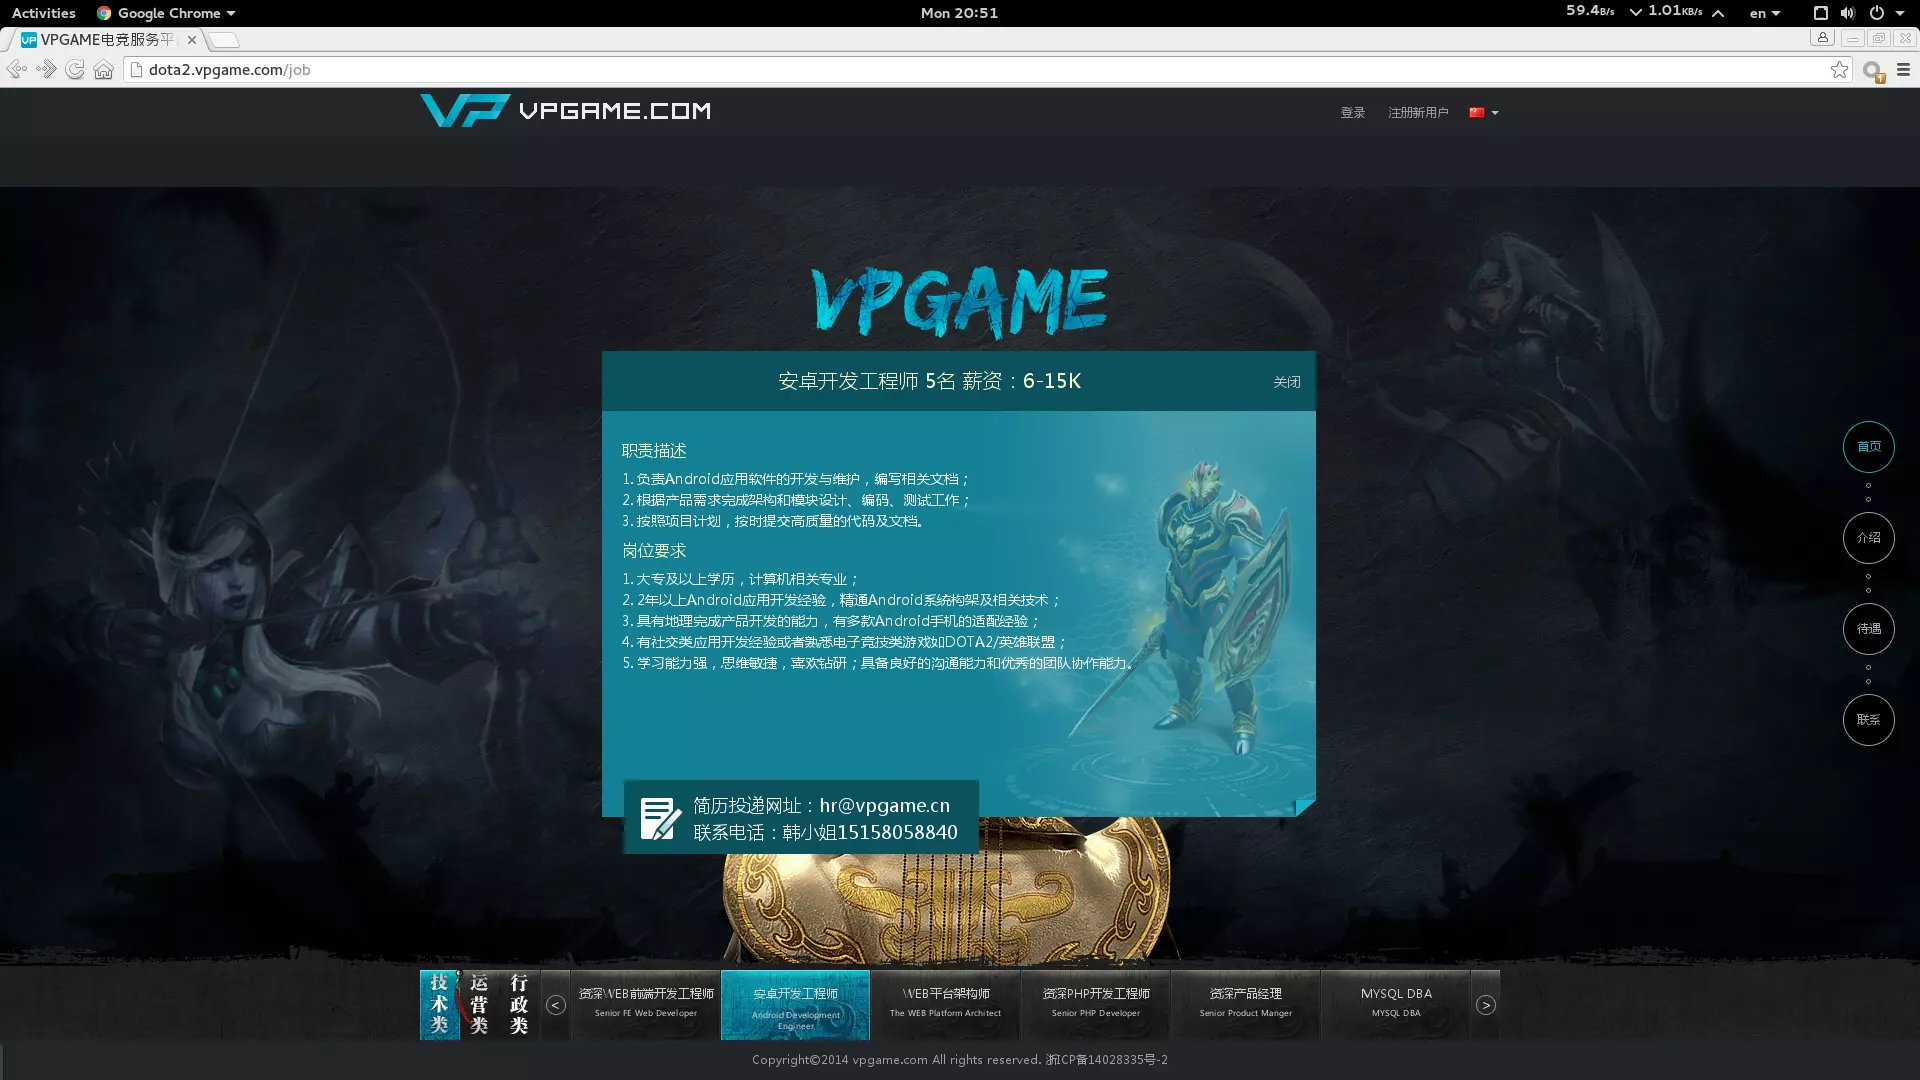 Activities
Google Chrome
Mon 20:51
59.4B/s
1.01KB/s
en
VPGAME电竞服务平
dota2.vpgame.com/job
VP VPGAME.COM
登录
注册新用户
VPGAME
安卓开发工程师 5名 薪资：6-15K
关闭
职责描述
1. 负责Android应用软件的开发与维护，编写相关文档；
2. 根据产品需求完成架构和模块设计、编码、测试工作；
3. 按照项目计划，按时提交高质量的代码及文档。
岗位要求
1. 大专及以上学历，计算机相关专业；
2. 2年以上Android应用开发经验，精通Android系统构架及相关技术；
3. 具有地理完成产品开发的能力，有多款Android手机的适配经验；
4. 有社交类应用开发经验或者熟悉电子竞技类游戏如DOTA2/英雄联盟；
5. 学习能力强，思维敏捷，喜欢钻研；具备良好的沟通能力和优秀的团队协作能力。
简历投递网址：hr@vpgame.cn
联系电话：韩小姐15158058840
首页
介绍
待遇
联系
技术类
运营类
行政类
<
资深WEB前端开发工程师
Senior FE Web Developer
安卓开发工程师
Android Development
Engineer
WEB平台架构师
The WEB Platform Architect
资深PHP开发工程师
Senior PHP Developer
资深产品经理
Senior Product Manger
MYSQL DBA
MYSQL DBA
>
Copyright©2014 vpgame.com All rights reserved. 浙ICP备14028335号-2